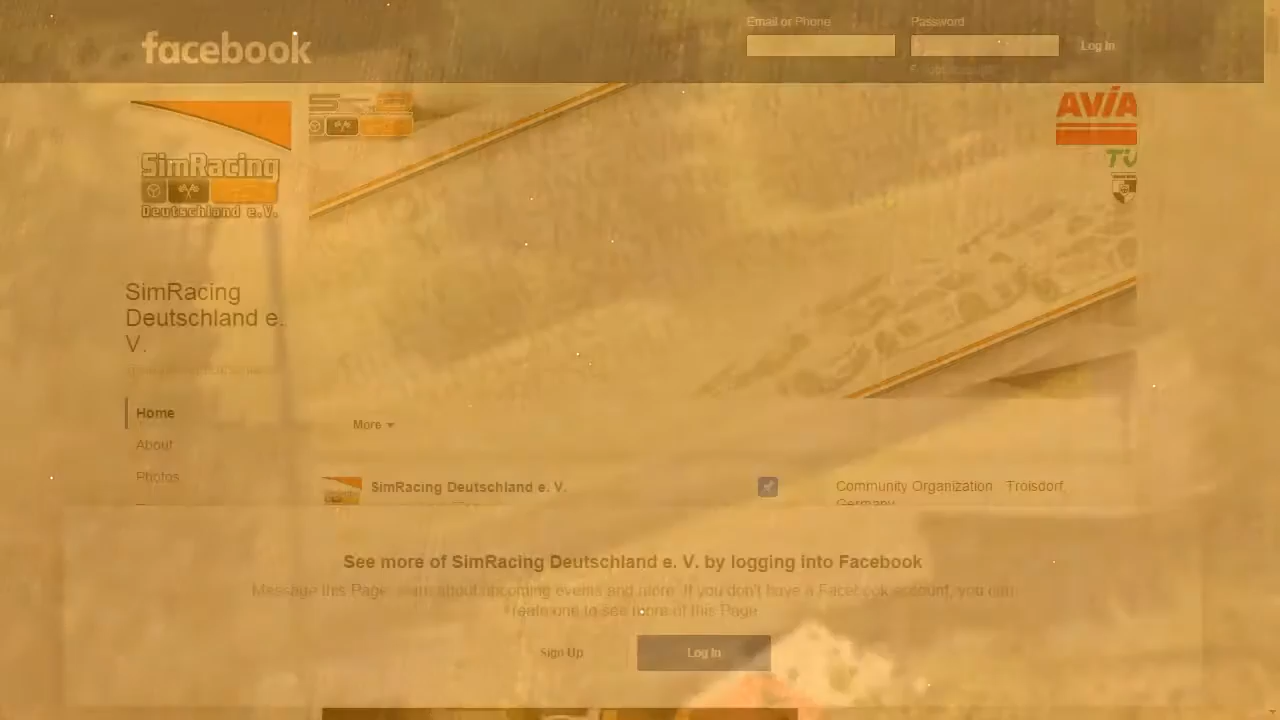 facebook
Email or Phone
Password
Log In
AVIA
TÜ
SimRacing
Deutschland e.V.
SimRacing
Deutschland e.
V.
Home
About
Photos
More
SimRacing Deutschland e. V.
Community Organization Troisdorf,
Germany
See more of SimRacing Deutschland e. V. by logging into Facebook
Message this Page, learn about upcoming events and more. If you don't have a Facebook account, you can
create one to see more of this Page.
Sign Up
Log In